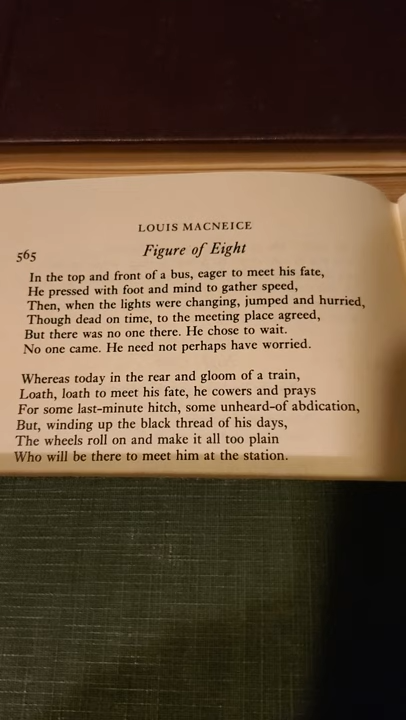 LOUIS MACNEICE
565 Figure of Eight
In the top and front of a bus, eager to meet his fate,
He pressed with foot and mind to gather speed,
Then, when the lights were changing, jumped and hurried,
Though dead on time, to the meeting place agreed,
But there was no one there. He chose to wait.
No one came. He need not perhaps have worried.
Whereas today in the rear and gloom of a train,
Loath, loath to meet his fate, he cowers and prays
For some last-minute hitch, some unheard-of abdication,
But, winding up the black thread of his days,
The wheels roll on and make it all too plain
Who will be there to meet him at the station.